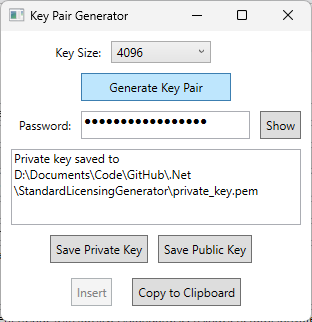 Key Pair Generator
Key Size: 4096
Generate Key Pair
Password: ●●●●●●●●●●●●●●●●● Show
Private key saved to
D:\Documents\Code\GitHub\.Net
\StandardLicensingGenerator\private_key.pem
Save Private Key Save Public Key
Insert Copy to Clipboard